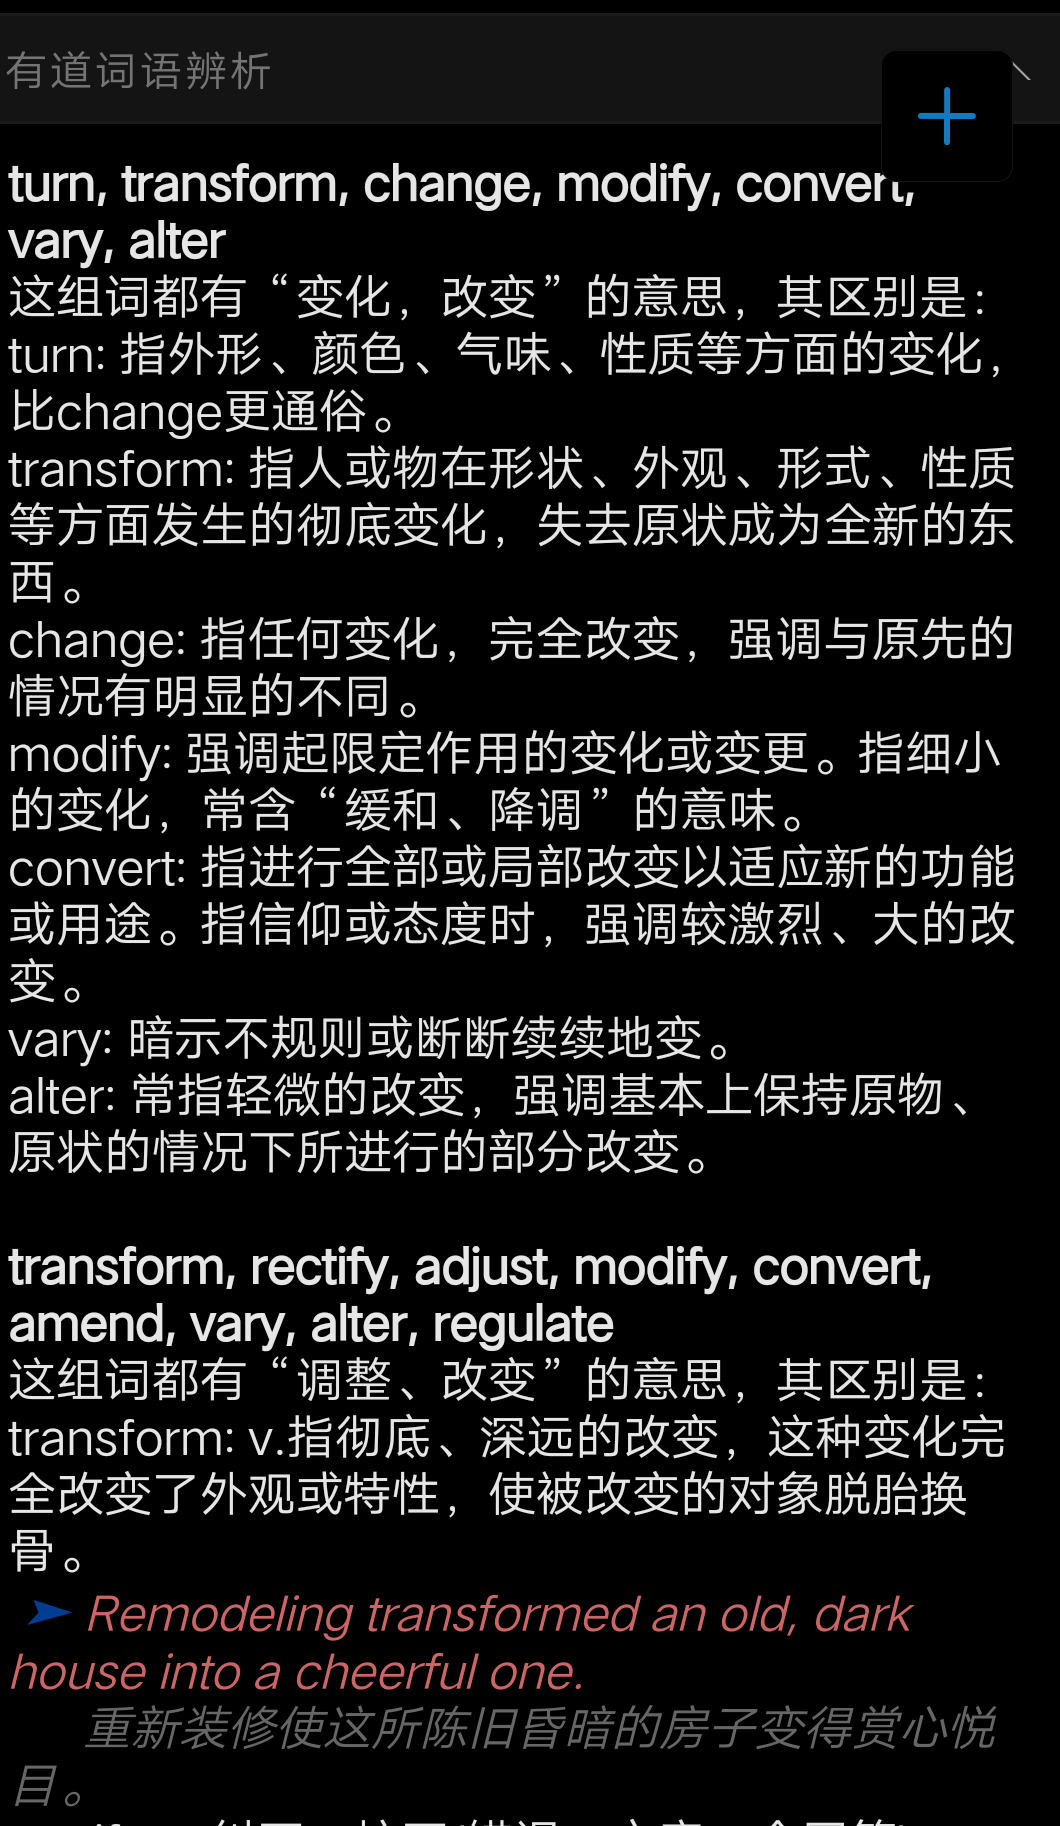 有道词语辨析
turn, transform, change, modify, convert,
vary, alter
这组词都有“变化，改变”的意思，其区别是：
turn: 指外形、颜色、气味、性质等方面的变化，
比change更通俗。
transform: 指人或物在形状、外观、形式、性质
等方面发生的彻底变化，失去原状成为全新的东
西。
change: 指任何变化，完全改变，强调与原先的
情况有明显的不同。
modify: 强调起限定作用的变化或变更。指细小
的变化，常含“缓和、降调”的意味。
convert: 指进行全部或局部改变以适应新的功能
或用途。指信仰或态度时，强调较激烈、大的改
变。
vary: 暗示不规则或断断续续地变。
alter: 常指轻微的改变，强调基本上保持原物、
原状的情况下所进行的部分改变。
transform, rectify, adjust, modify, convert,
amend, vary, alter, regulate
这组词都有“调整、改变”的意思，其区别是：
transform: v.指彻底、深远的改变，这种变化完
全改变了外观或特性，使被改变的对象脱胎换
骨。
Remodeling transformed an old, dark
house into a cheerful one.
重新装修使这所陈旧昏暗的房子变得赏心悦
目。